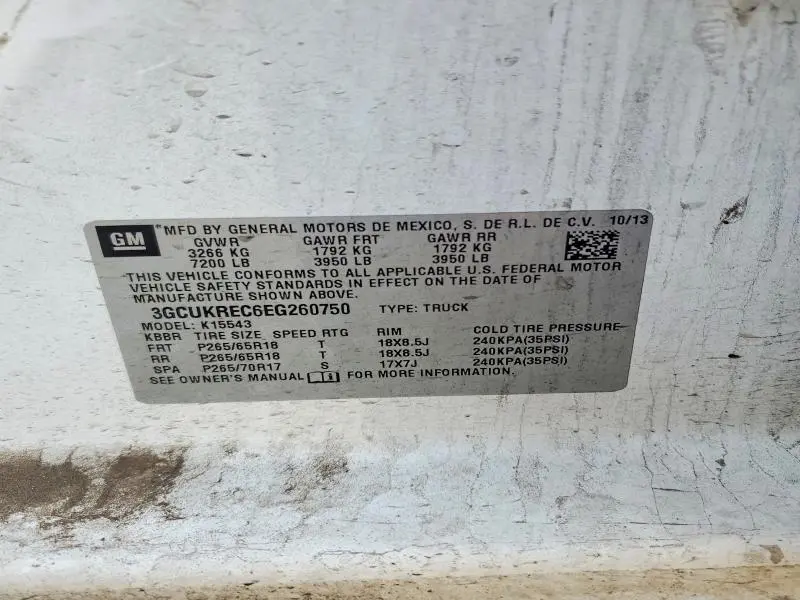 GM
MFD BY GENERAL MOTORS DE MEXICO, S. DE R.L. DE C.V. 10/13
GVWR GAWR FRT GAWR RR
3266 KG 1792 KG 1792 KG
7200 LB 3950 LB 3950 LB
THIS VEHICLE CONFORMS TO ALL APPLICABLE U.S. FEDERAL MOTOR
VEHICLE SAFETY STANDARDS IN EFFECT ON THE DATE OF
MANUFACTURE SHOWN ABOVE.
3GCUKREC6EG260750 TYPE: TRUCK
MODEL: K15543
KBBR TIRE SIZE SPEED RTG RIM COLD TIRE PRESSURE
FRT P265/65R18 T 18X8.5J 240KPA(35PSI)
RR P265/65R18 T 18X8.5J 240KPA(35PSI)
SPA P265/70R17 S 17X7J 240KPA(35PSI)
SEE OWNER'S MANUAL FOR MORE INFORMATION.